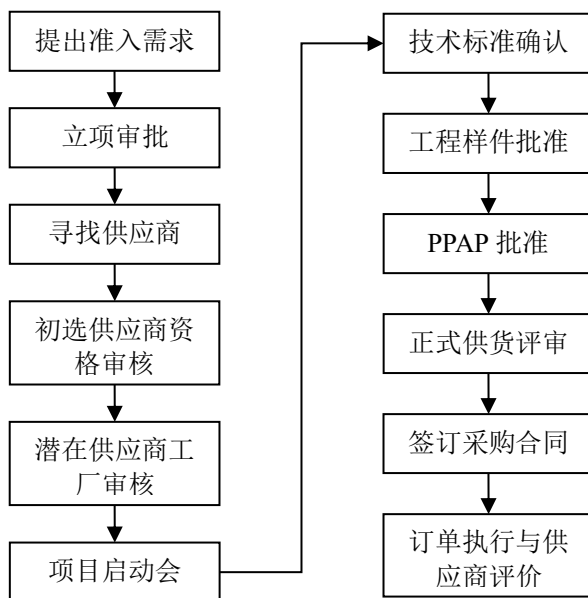 提出准入需求
立项审批
寻找供应商
初选供应商资
格审核
潜在供应商工
厂审核
项目启动会
技术标准确认
工程样件批准
PPAP 批准
正式供货评审
签订采购合同
订单执行与供
应商评价